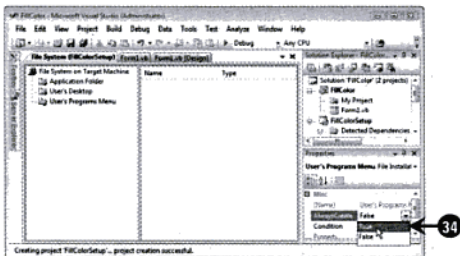 FillColor - Microsoft Visual Studio (Administrator)
File Edit View Project Build Debug Data Tools Test Analyze Window Help
Debug Any CPU
File System (FillColorSetup) Form1.vb Form1.vb [Design]
Solution Explorer - FillColor
File System on Target Machine
Application Folder
User's Desktop
User's Programs Menu
Name Type
Solution 'FillColor' (2 projects)
FillColor
My Project
Form1.vb
FillColorSetup
Detected Dependencies
Properties
User's Programs Menu File Installat
Misc
(Name) User's Programs
AlwaysCreate False
Condition True
False
34
Creating project 'FillColorSetup'... project creation successful.